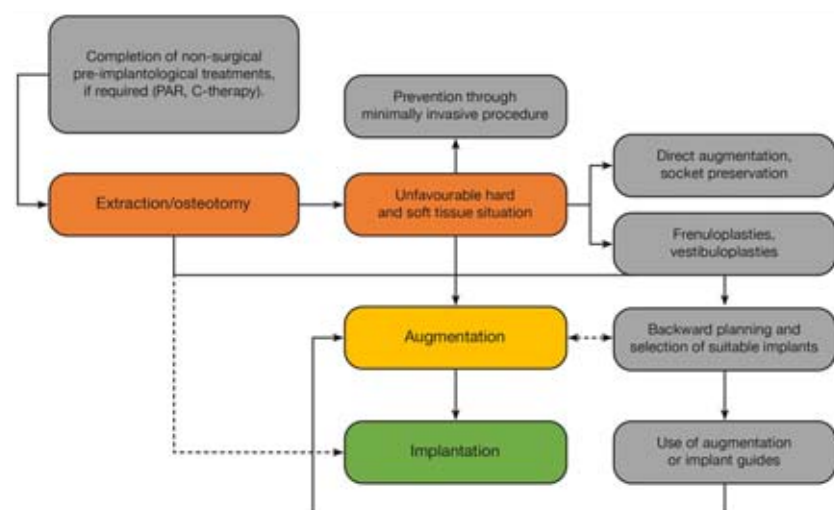 Completion of non-surgical
pre-implantological treatments,
if required (PAR, C-therapy).
Prevention through
minimally invasive procedure
Direct augmentation,
socket preservation
Extraction/osteotomy
Unfavourable hard
and soft tissue situation
Frenuloplasties,
vestibuloplasties
Augmentation
Backward planning and
selection of suitable implants
Implantation
Use of augmentation
or implant guides